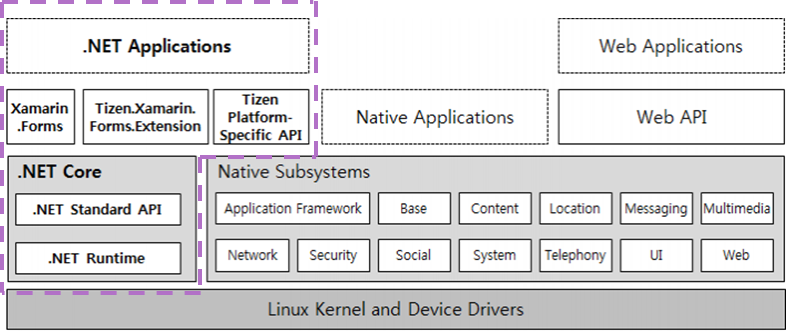 .NET Applications
Web Applications
Xamarin
.Forms
Tizen.Xamarin.
Forms.Extension
Tizen
Platform-
Specific API
Native Applications
Web API
.NET Core
.NET Standard API
.NET Runtime
Native Subsystems
Application Framework
Base
Content
Location
Messaging
Multimedia
Network
Security
Social
System
Telephony
UI
Web
Linux Kernel and Device Drivers